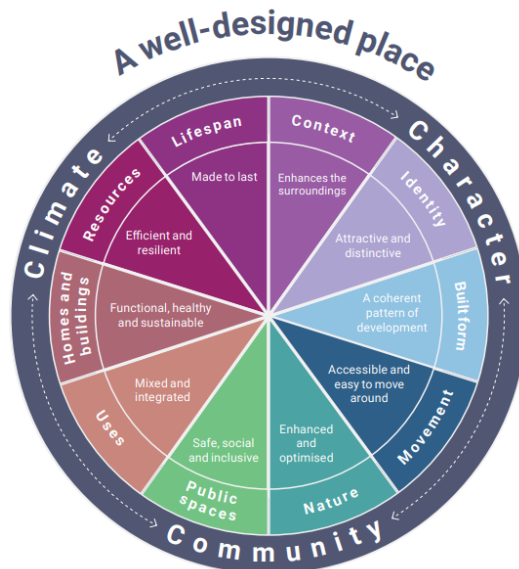 A well-designed place
Climate
Character
Community
Context
Enhances the
surroundings
Identity
Attractive and
distinctive
Built form
A coherent
pattern of
development
Movement
Accessible and
easy to move
around
Nature
Enhanced
and
optimised
Public
spaces
Safe, social
and inclusive
Uses
Mixed and
integrated
Homes and
buildings
Functional, healthy
and sustainable
Resources
Efficient and
resilient
Lifespan
Made to last